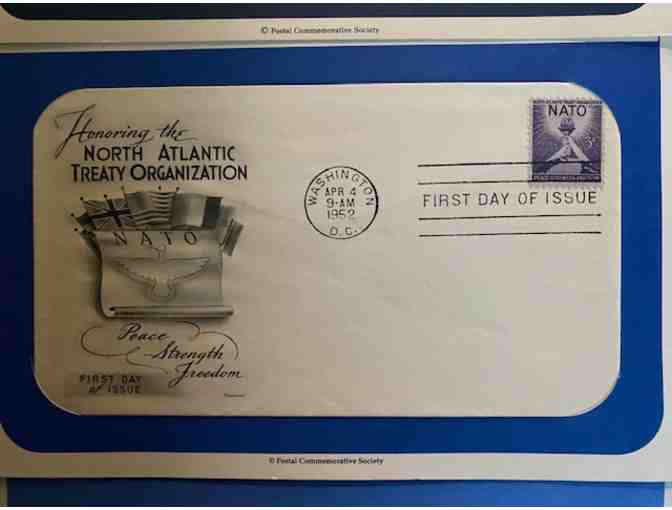 © Postal Commemorative Society
Honoring the
NORTH ATLANTIC
TREATY ORGANIZATION
NATO
Peace
Strength
Freedom
FIRST DAY
of ISSUE
WASHINGTON
APR 4
9-AM
1952
D.C.
NATO
3¢
FIRST DAY OF ISSUE
© Postal Commemorative Society